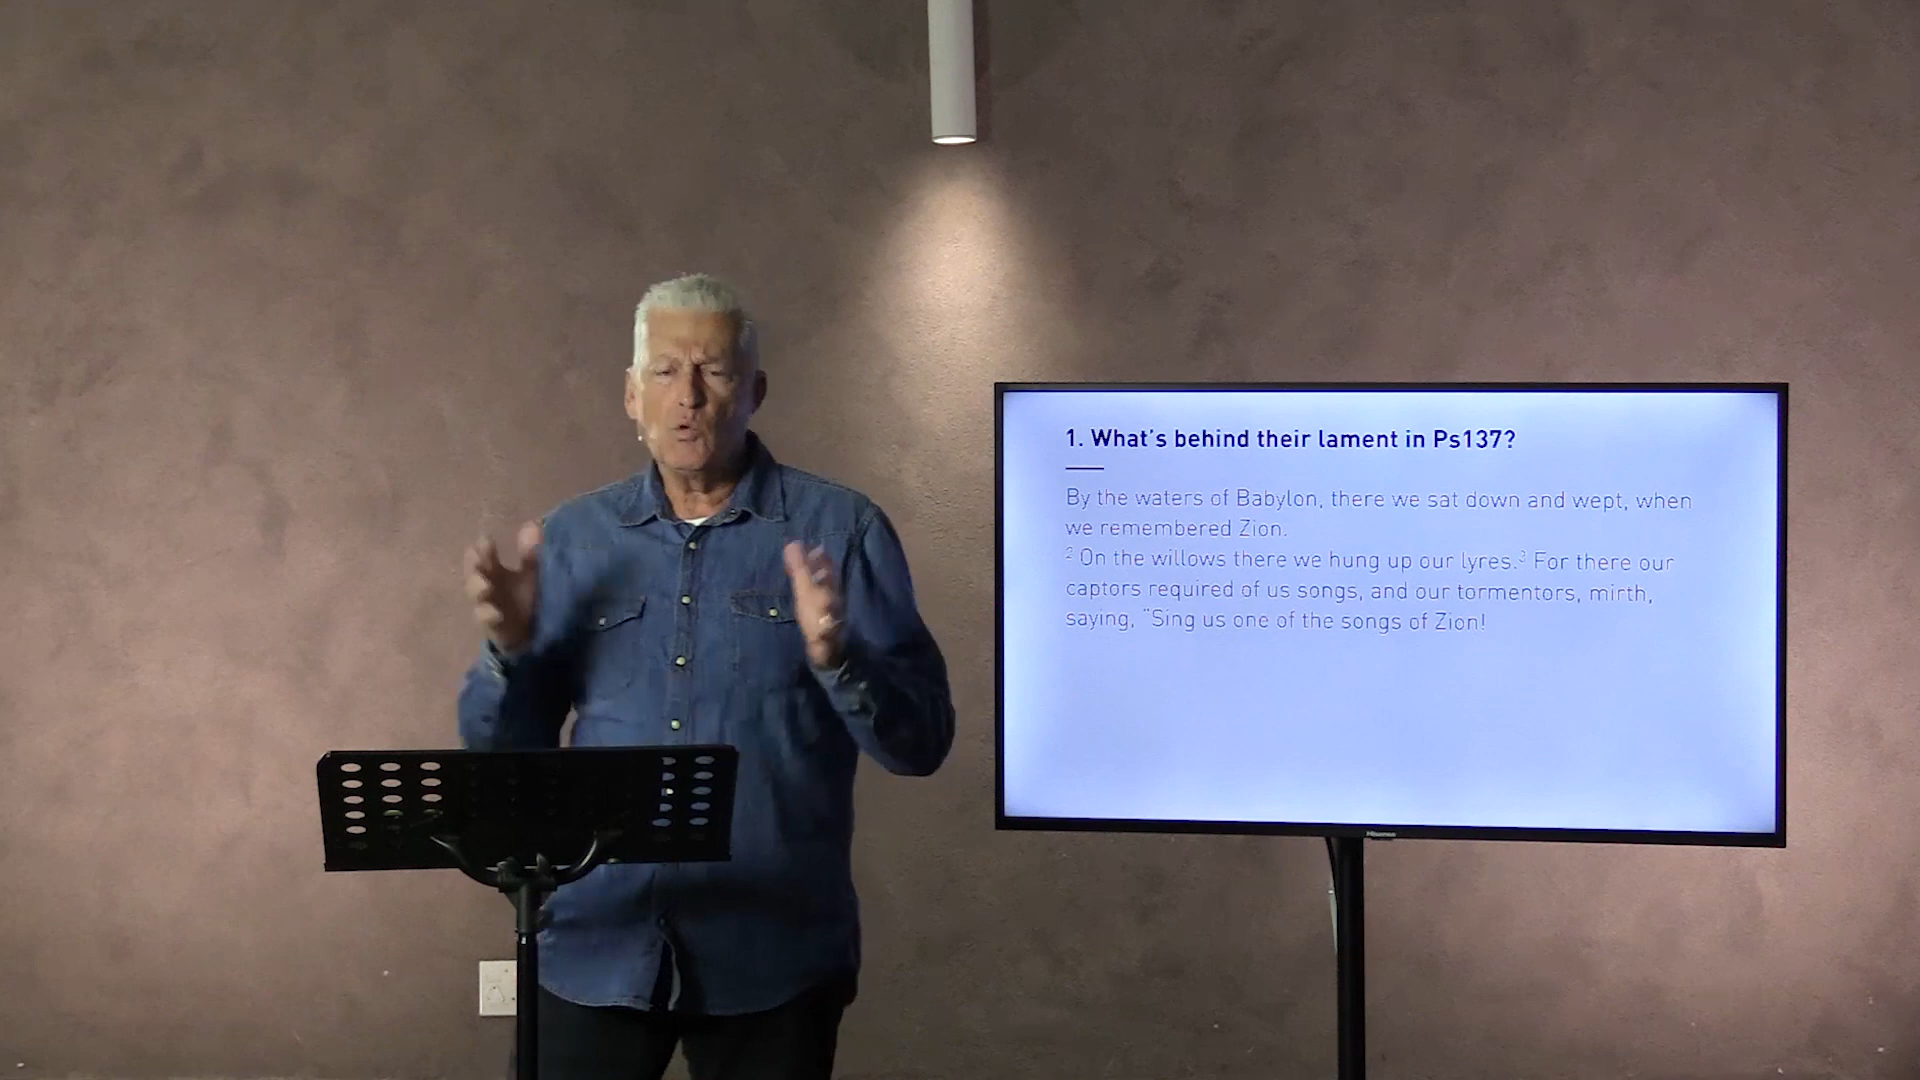 1. What's behind their lament in Ps137?
By the waters of Babylon, there we sat down and wept, when
we remembered Zion.
² On the willows there we hung up our lyres.³ For there our
captors required of us songs, and our tormentors, mirth,
saying, “Sing us one of the songs of Zion!
Hisense